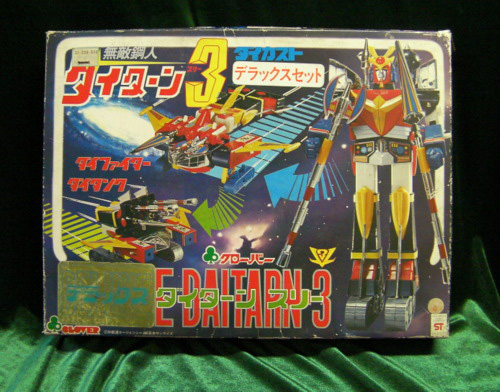 無敵鋼人
ダイターン3
ダイガスト
デラックスセット
ダイファイター
ダイタンク
クローバー
デラックス ダイターン スリー
E DAITARN 3
CLOVER
ST